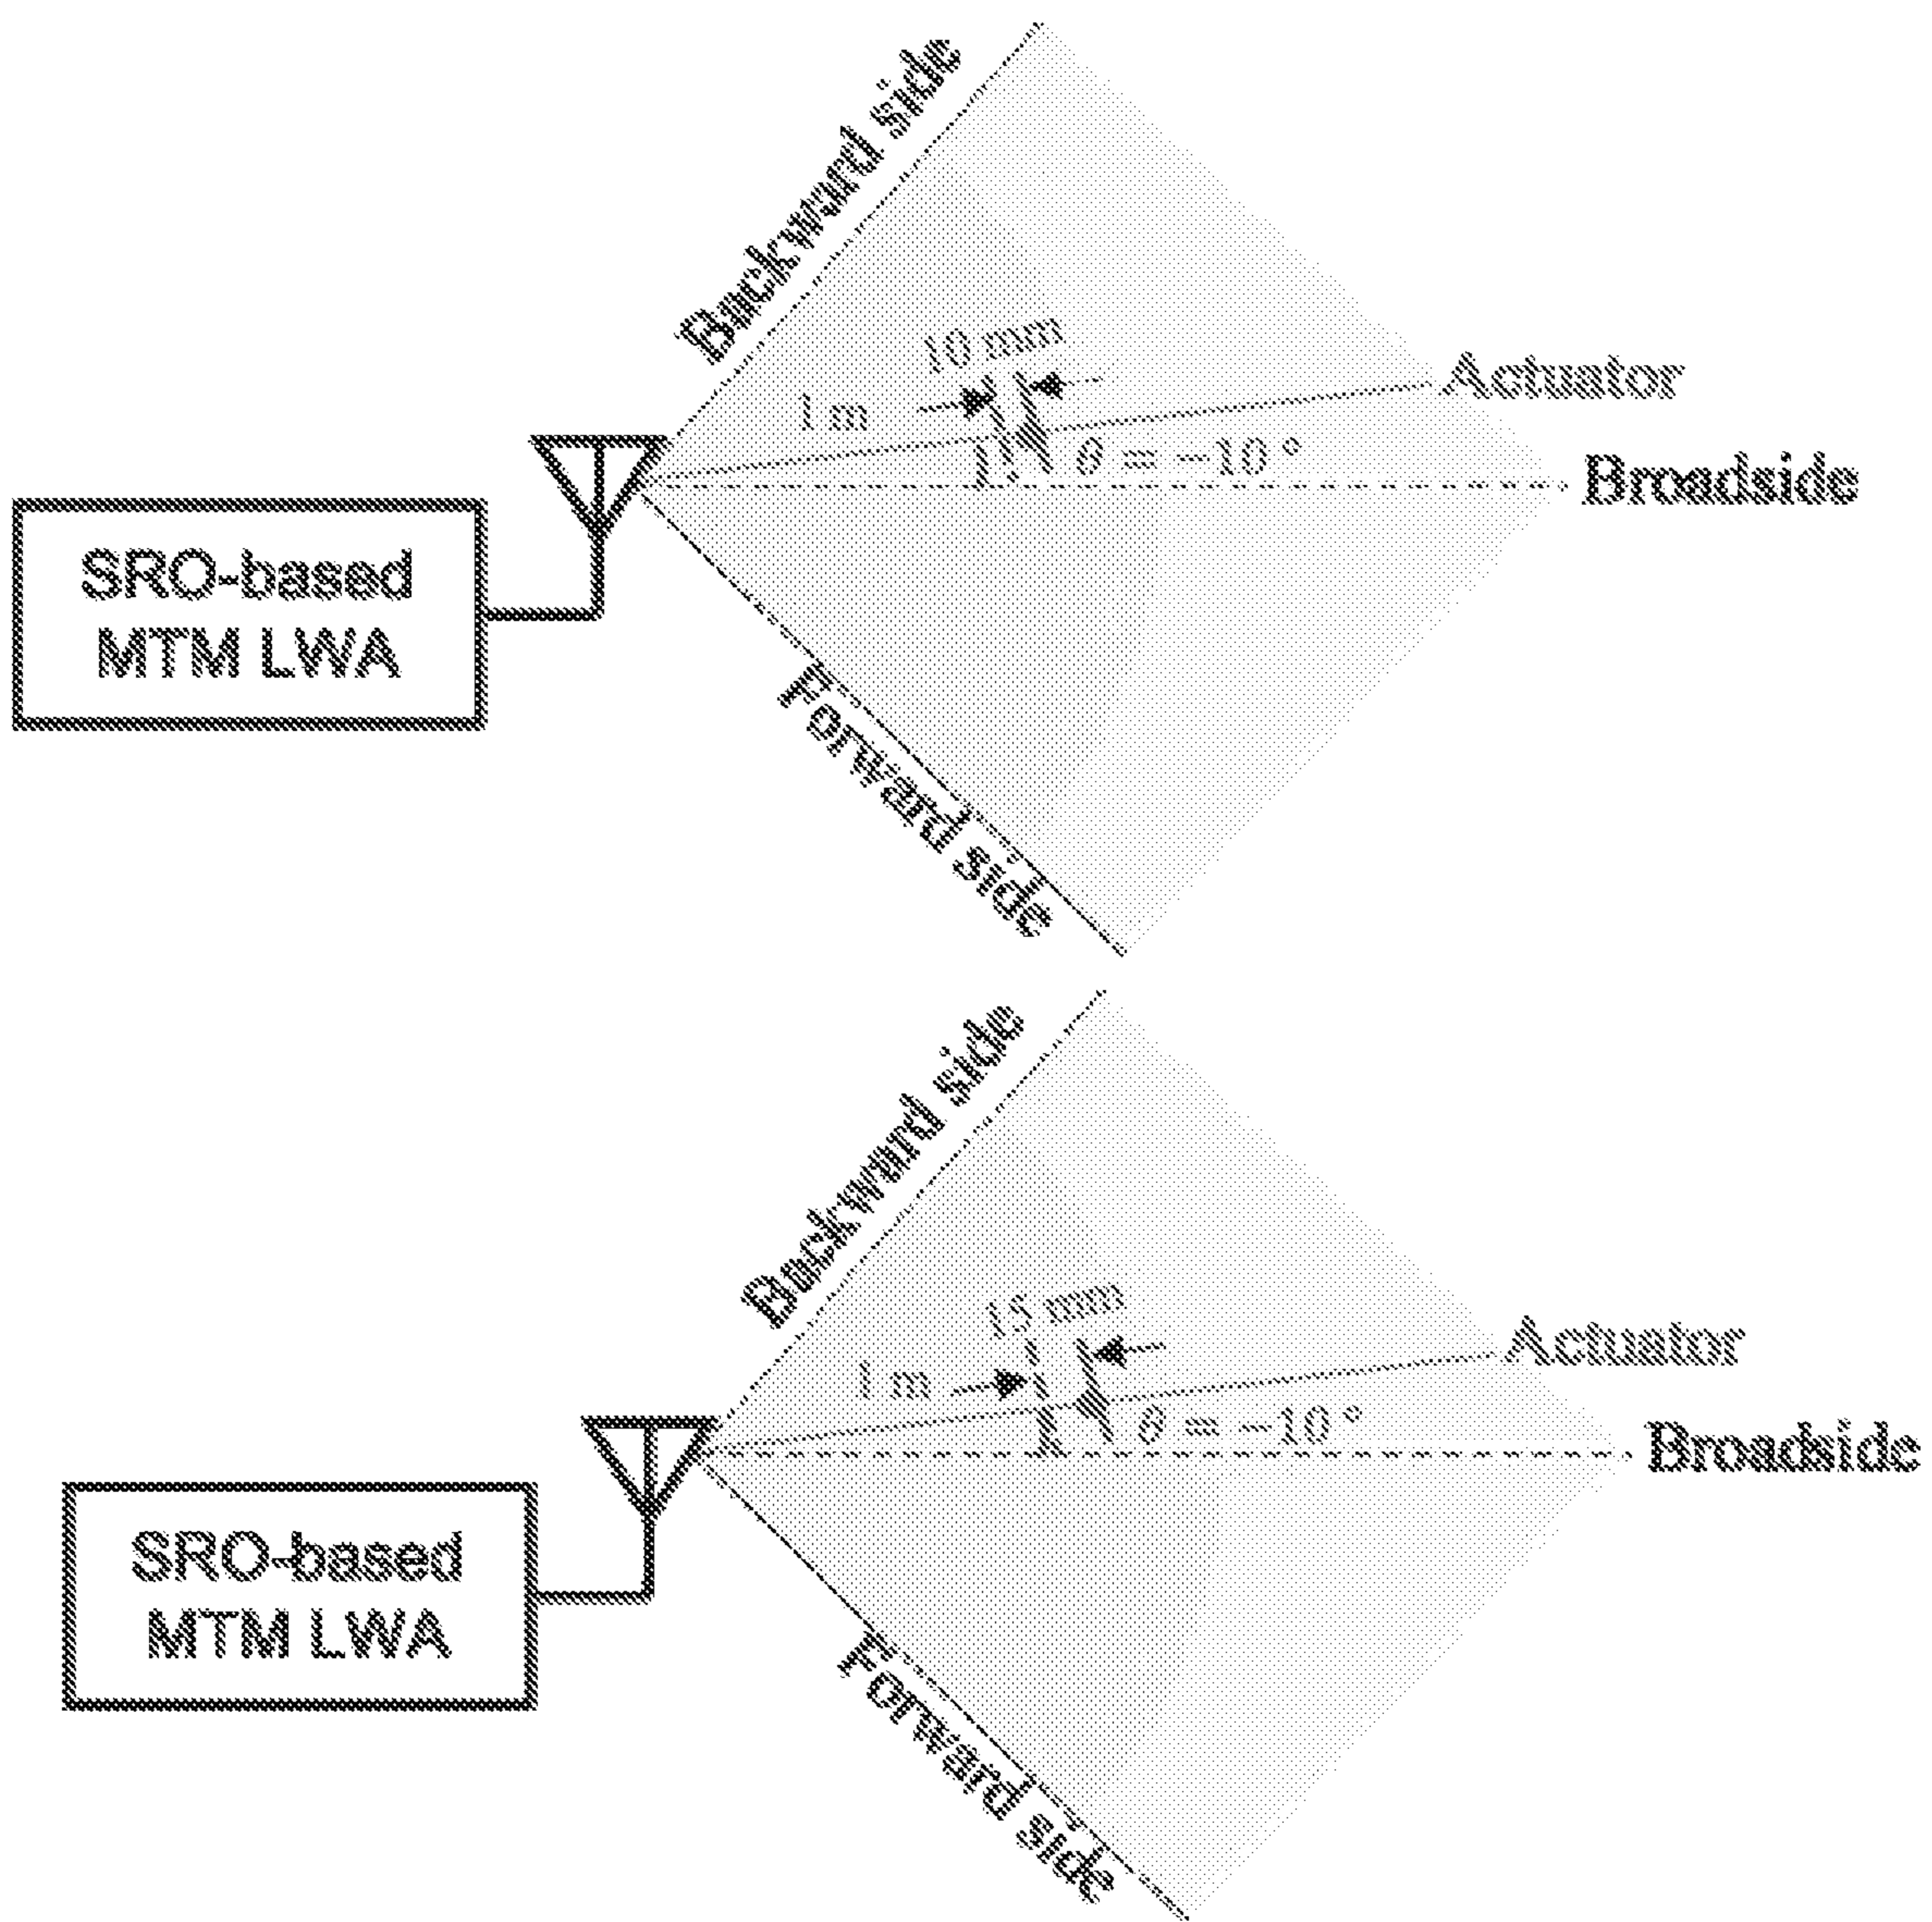 Backward side
10 mm
1 m
Actuator
θ = −10 °
Broadside
SRO-based
MTM LWA
Forward side
Backward side
15 mm
1 m
Actuator
θ = −10 °
Broadside
SRO-based
MTM LWA
Forward side